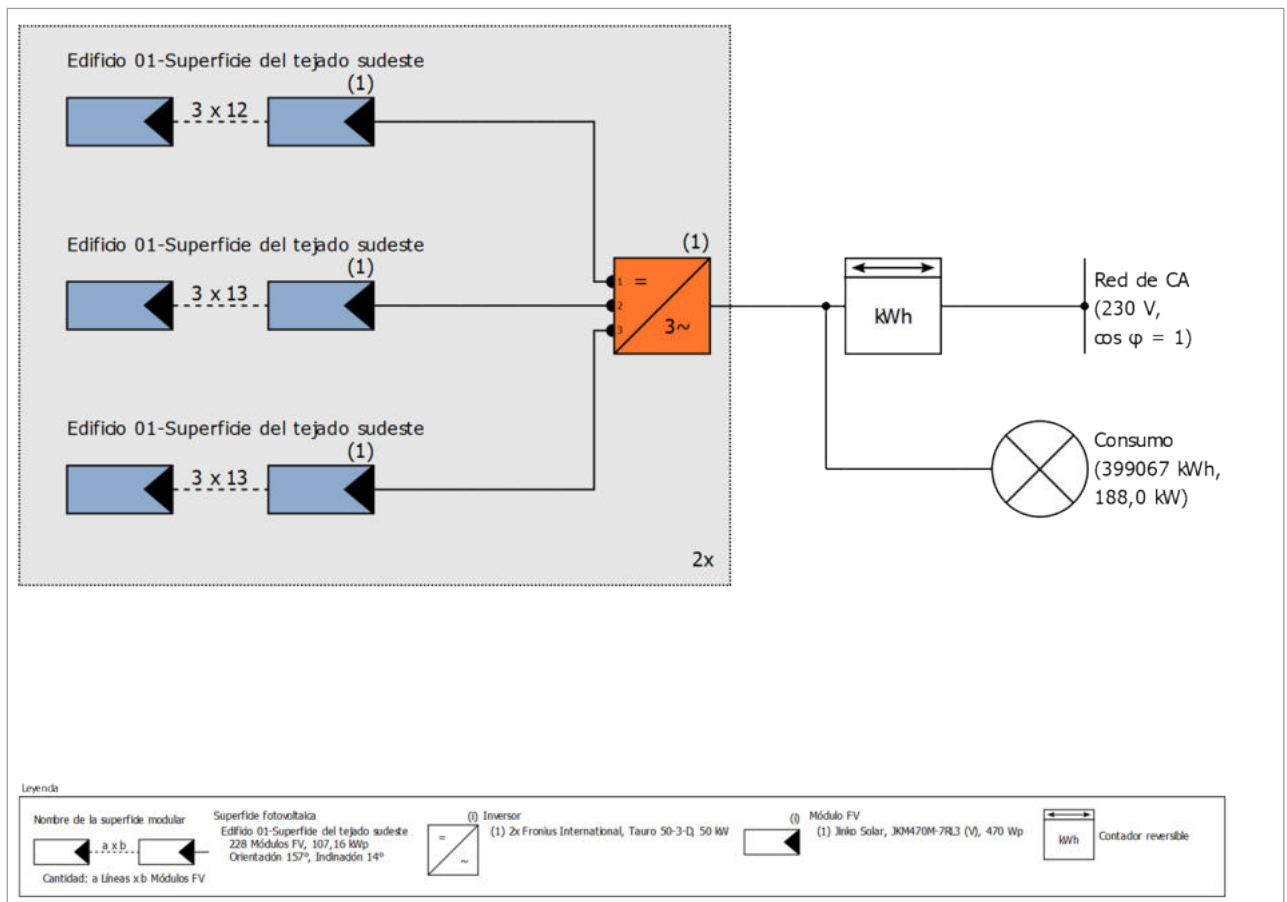 Edificio 01-Superficie del tejado sudeste
(1)
3 x 12
Edificio 01-Superficie del tejado sudeste
(1)
3 x 13
Edificio 01-Superficie del tejado sudeste
(1)
3 x 13
(1)
1
=
2
3
3~
2x
kWh
Red de CA
(230 V,
cos φ = 1)
Consumo
(399067 kWh,
188,0 kW)
Leyenda
Nombre de la superficie modular
a x b
Cantidad: a Líneas x b Módulos FV
Superficie fotovoltaica
Edificio 01-Superficie del tejado sudeste
228 Módulos FV, 107,16 kWp
Orientación 157°, Inclinación 14°
(i) Inversor
=
~
(1) 2x Fronius International, Tauro 50-3-D, 50 kW
(i) Módulo FV
(1) Jinko Solar, JKM470M-7RL3 (V), 470 Wp
kWh
Contador reversible